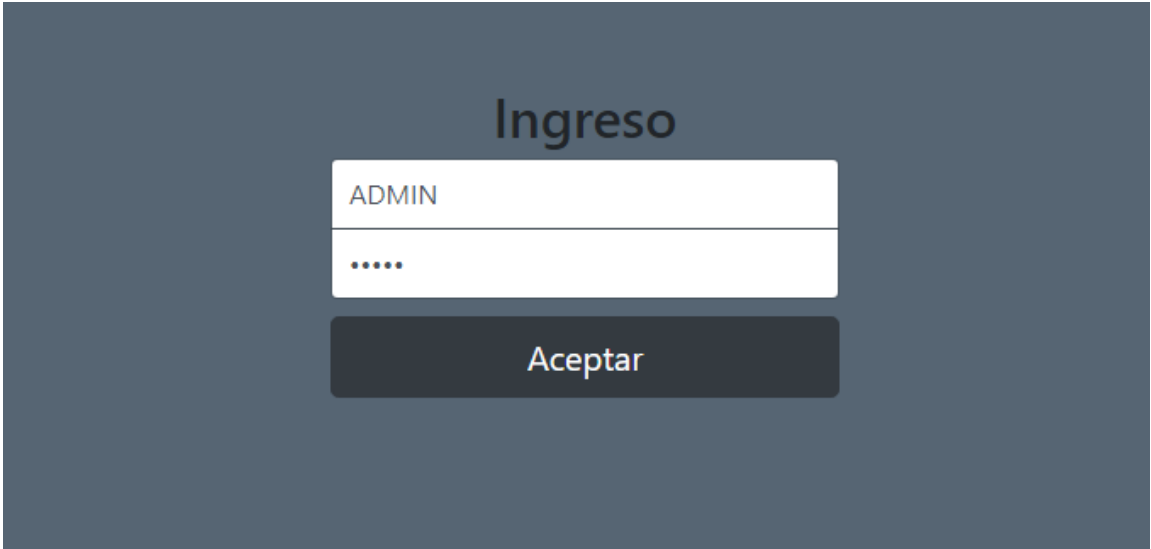 Ingreso
ADMIN
•••••
Aceptar